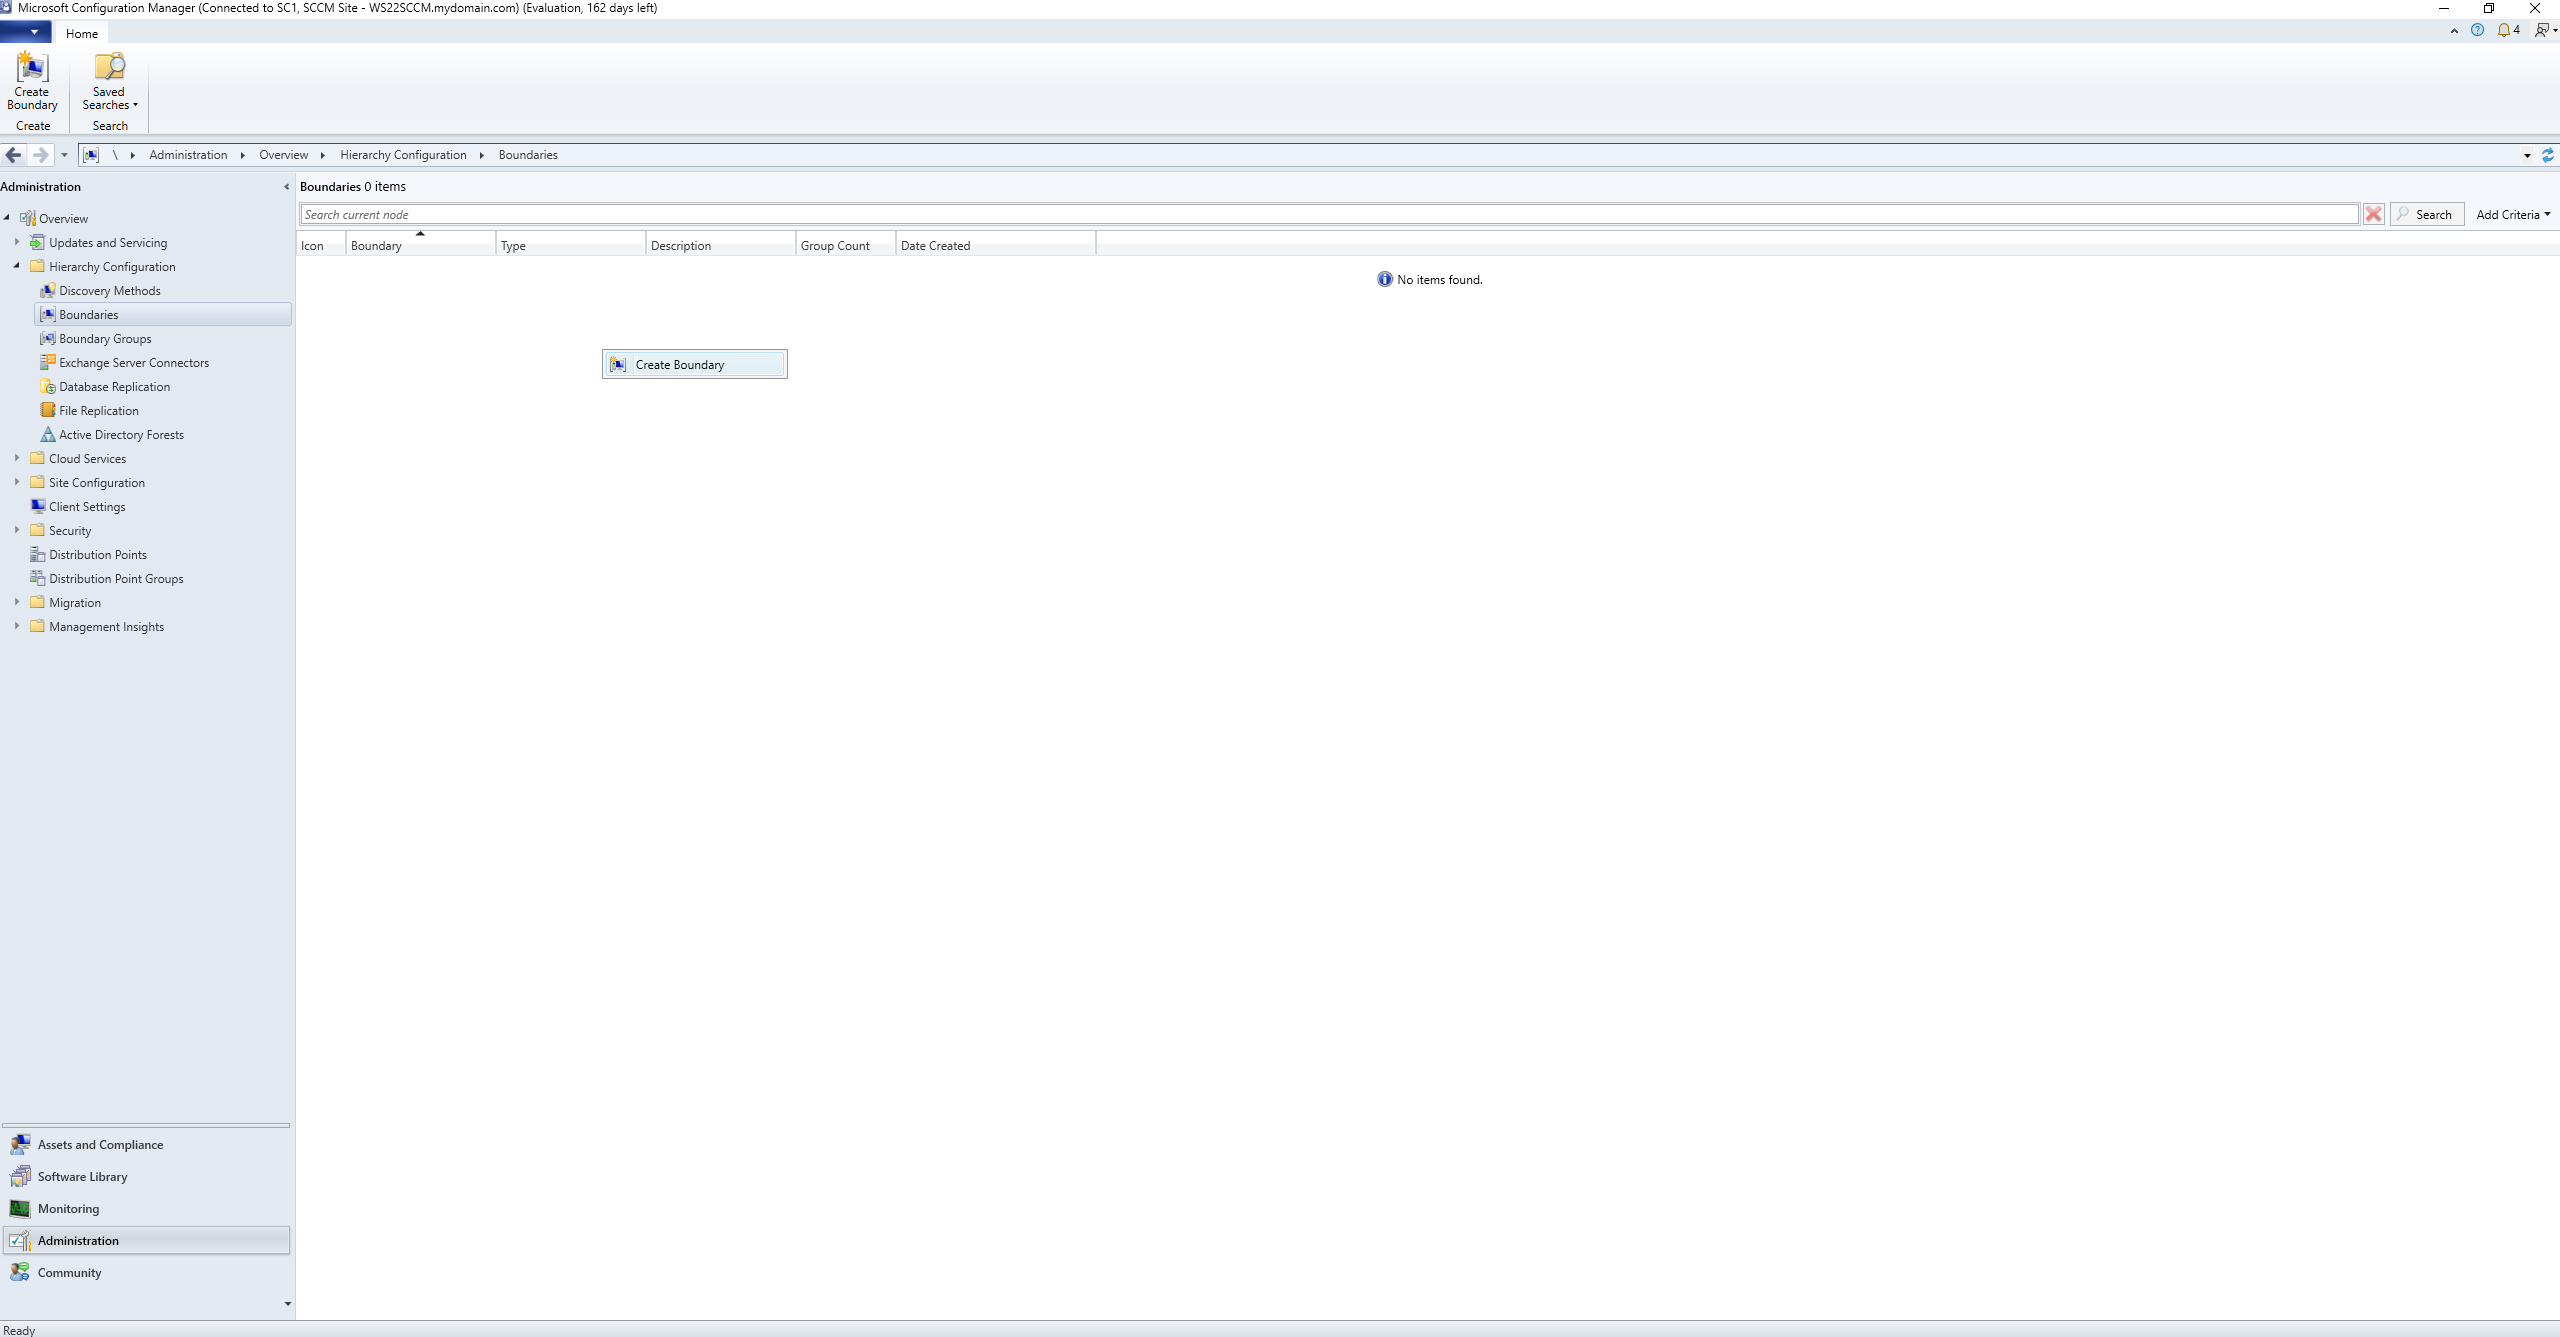 Microsoft Configuration Manager (Connected to SC1, SCCM Site - WS22SCCM.mydomain.com) (Evaluation, 162 days left)
Home
4
Create Boundary
Saved Searches
Create
Search
\ Administration Overview Hierarchy Configuration Boundaries
Administration
Overview
Updates and Servicing
Hierarchy Configuration
Discovery Methods
Boundaries
Boundary Groups
Exchange Server Connectors
Database Replication
File Replication
Active Directory Forests
Cloud Services
Site Configuration
Client Settings
Security
Distribution Points
Distribution Point Groups
Migration
Management Insights
Assets and Compliance
Software Library
Monitoring
Administration
Community
Boundaries 0 items
Search current node
Search
Add Criteria
Icon Boundary Type Description Group Count Date Created
No items found.
Create Boundary
Ready